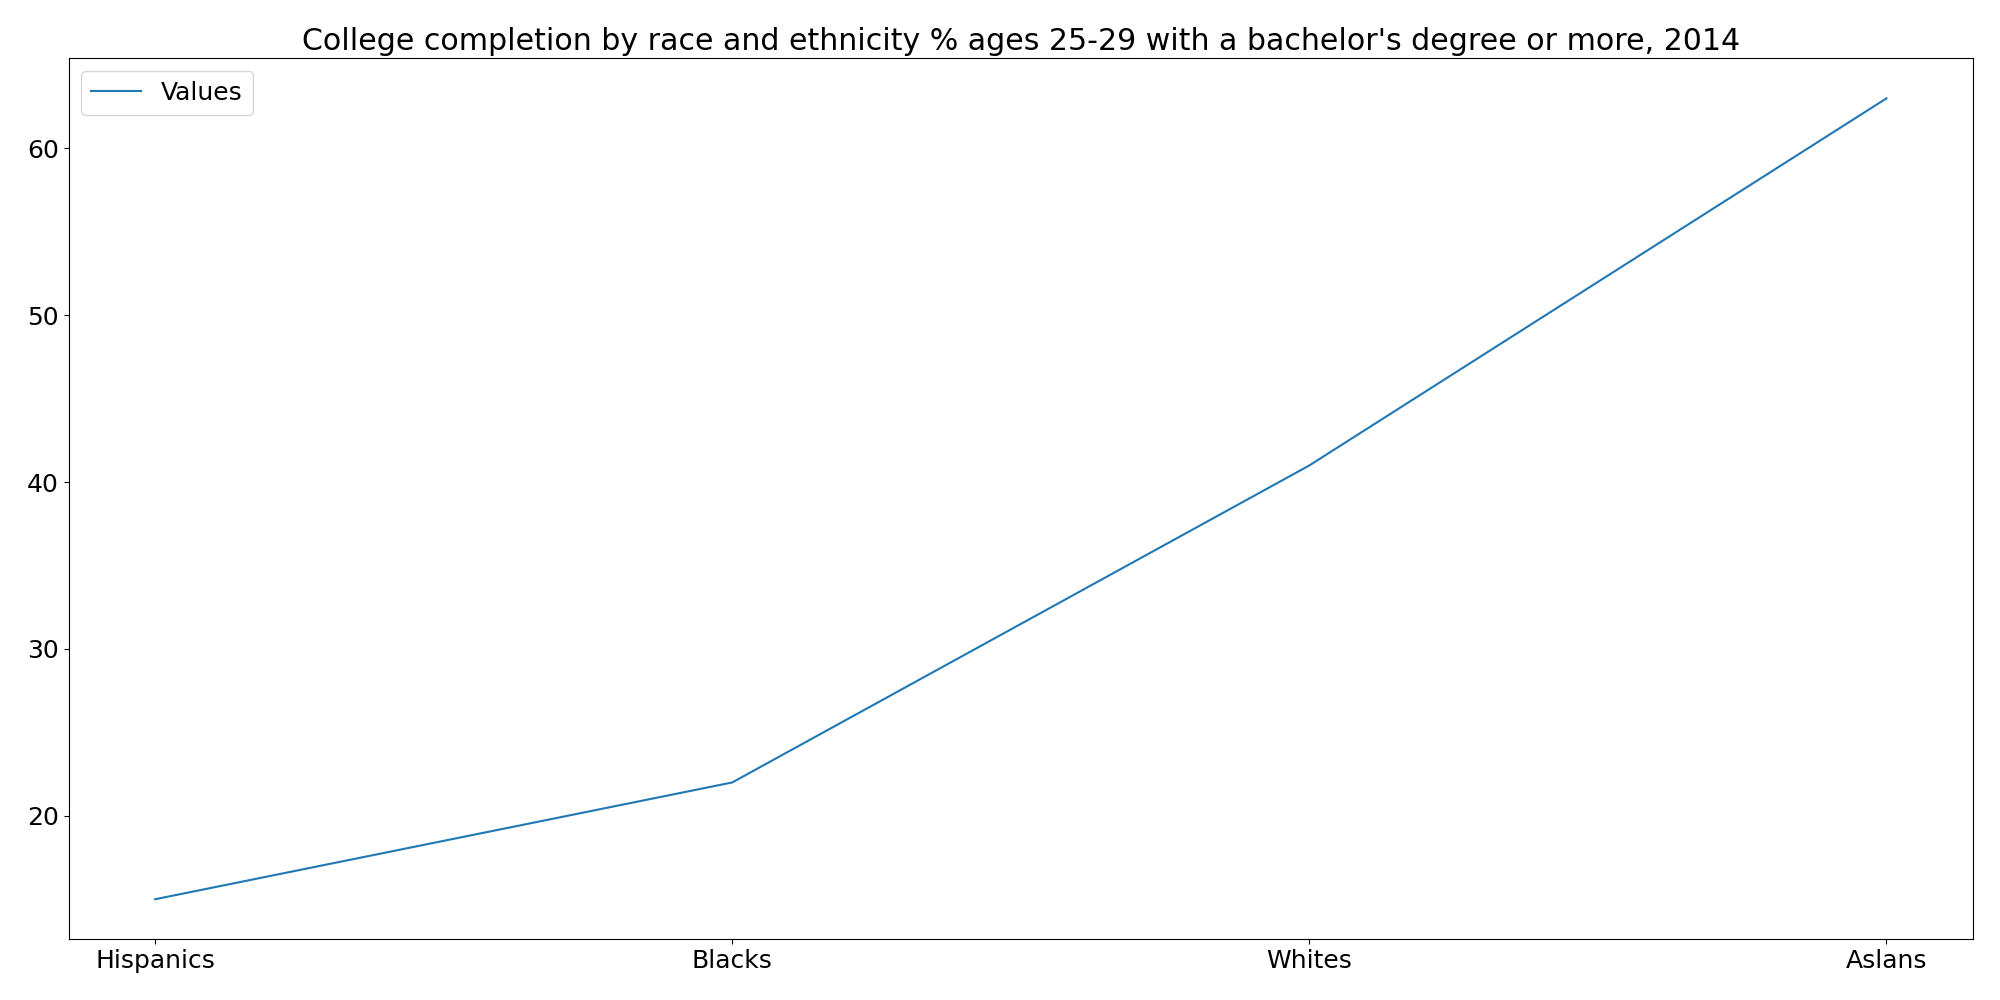 College completion by race and ethnicity % ages 25-29 with a bachelor's degree or more, 2014
Values
60
50
40
30
20
Hispanics Blacks Whites Aslans